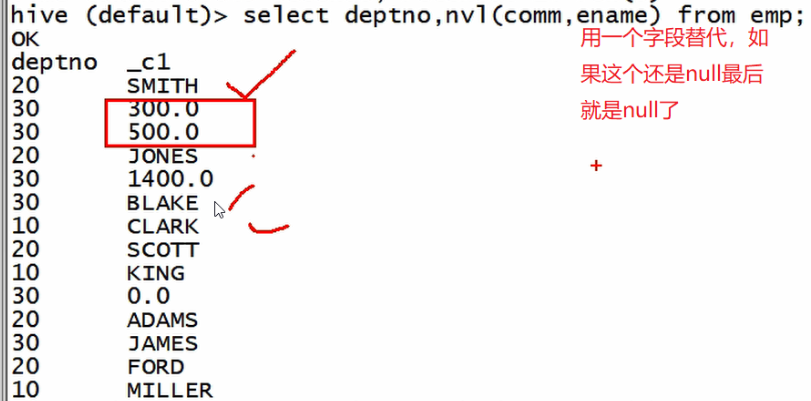 hive (default)> select deptno,nvl(comm,ename) from emp;
OK
deptno _c1
20 SMITH
30 300.0
30 500.0
20 JONES
30 1400.0
30 BLAKE
10 CLARK
20 SCOTT
10 KING
30 0.0
20 ADAMS
30 JAMES
20 FORD
10 MILLER
用一个字段替代，如
果这个还是null最后
就是null了